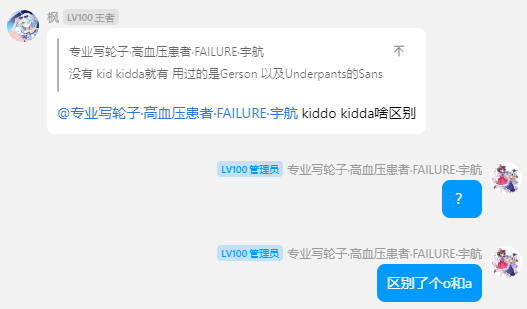 枫 LV100 王者
专业写轮子·高血压患者·FAILURE·宇航
没有 kid kidda就有 用过的是Gerson 以及Underpants的Sans
@专业写轮子·高血压患者·FAILURE·宇航 kiddo kidda啥区别
LV100 管理员 专业写轮子·高血压患者·FAILURE·宇航
？
LV100 管理员 专业写轮子·高血压患者·FAILURE·宇航
区别了个o和a